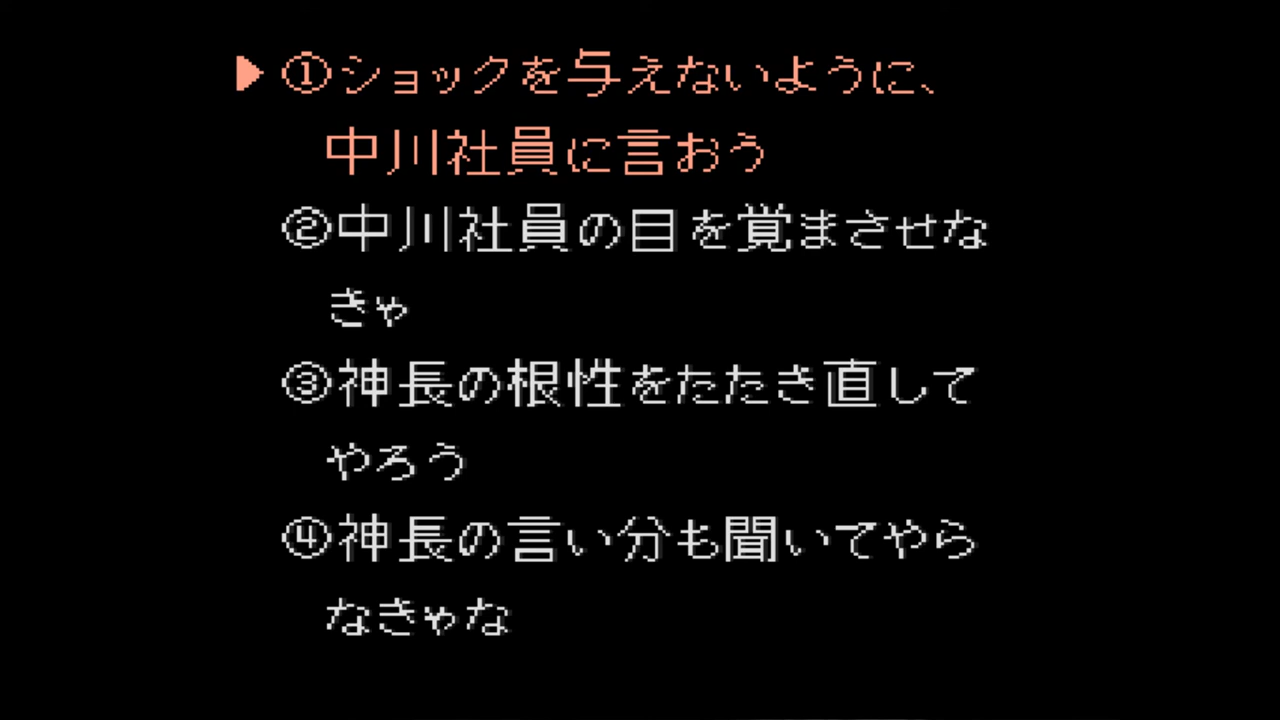 ▶①ショックを与えないように、
中川社員に言おう
②中川社員の目を覚まさせな
きゃ
③神長の根性をたたき直して
やろう
④神長の言い分も聞いてやら
なきゃな